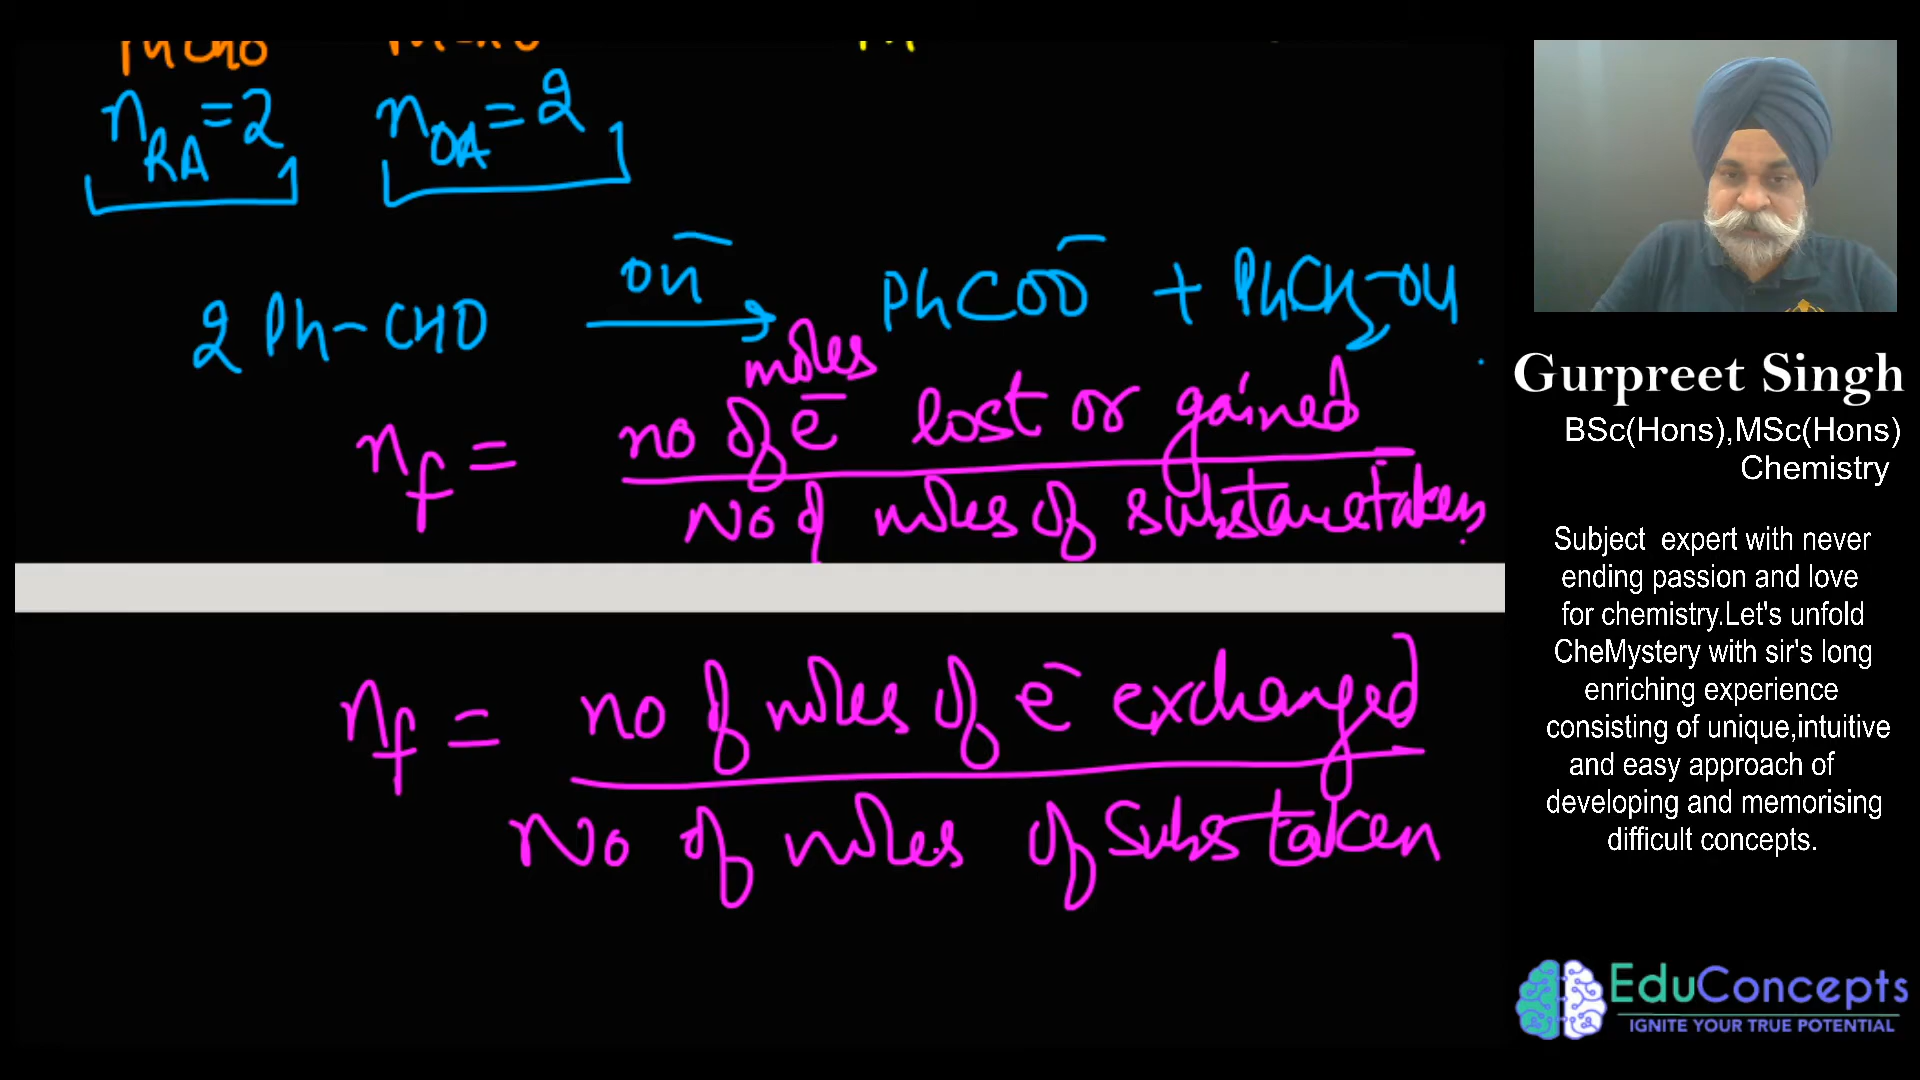 PhCHO
n_RA = 2 n_OA = 2
2 Ph-CHO OH⁻ → PhCOO⁻ + PhCH₂-OH
moles
n_f = no of e⁻ lost or gained
No of moles of substance taken
n_f = no of moles of e⁻ exchanged
No of moles of Subs taken
Gurpreet Singh
BSc(Hons),MSc(Hons)
Chemistry
Subject expert with never
ending passion and love
for chemistry.Let's unfold
CheMystery with sir's long
enriching experience
consisting of unique,intuitive
and easy approach of
developing and memorising
difficult concepts.
EduConcepts
IGNITE YOUR TRUE POTENTIAL